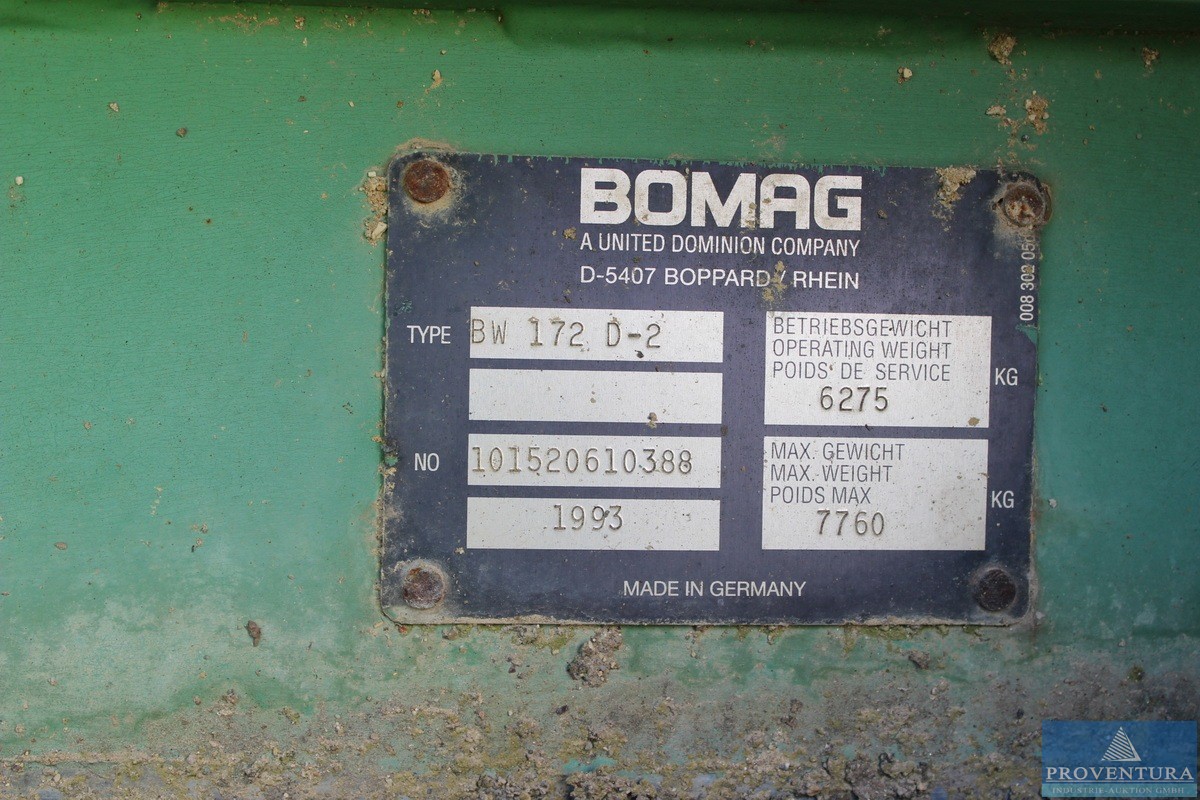 BOMAG
A UNITED DOMINION COMPANY
D-5407 BOPPARD / RHEIN
TYPE BW 172 D-2
NO 101520610388
1993
BETRIEBSGEWICHT
OPERATING WEIGHT
POIDS DE SERVICE
6275
KG
MAX. GEWICHT
MAX. WEIGHT
POIDS MAX
7760
KG
MADE IN GERMANY
008 302
PROVENTURA
INDUSTRIE-AUKTION GMBH